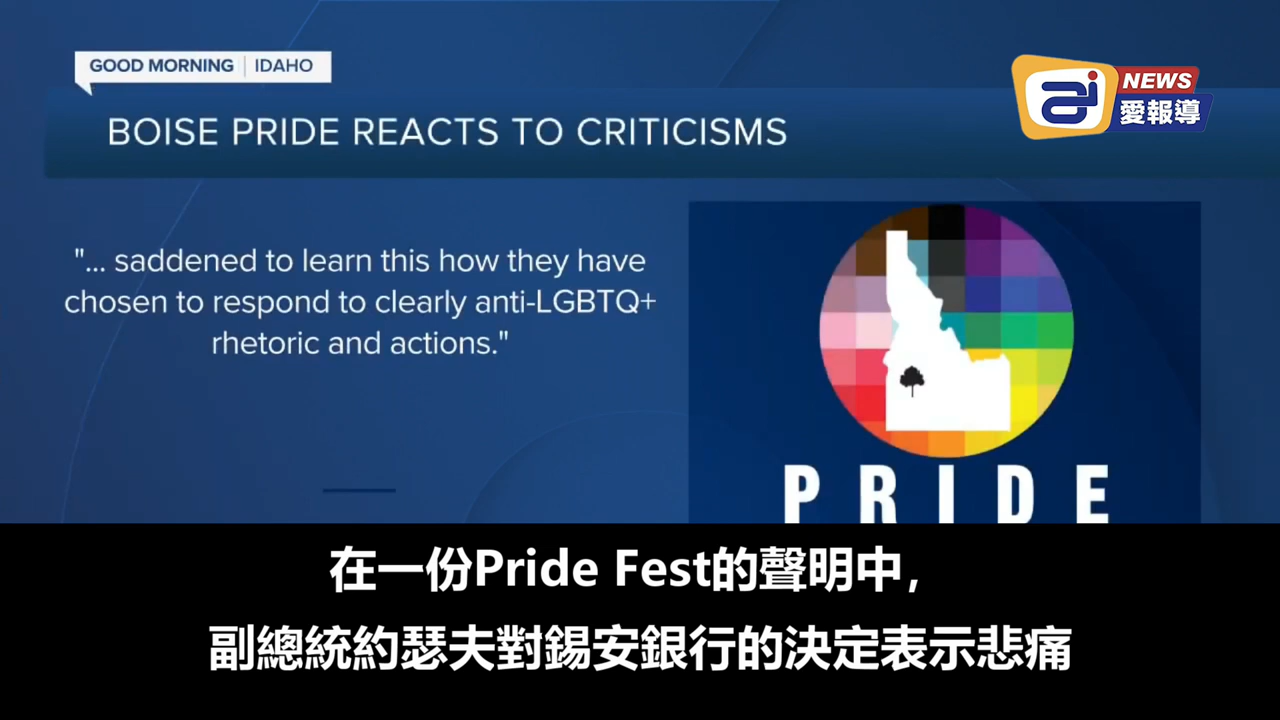 GOOD MORNING | IDAHO
BOISE PRIDE REACTS TO CRITICISMS
ai NEWS
愛報導
"... saddened to learn this how they have
chosen to respond to clearly anti-LGBTQ+
rhetoric and actions."
PRIDE
在一份Pride Fest的聲明中，
副總統約瑟夫對錫安銀行的決定表示悲痛